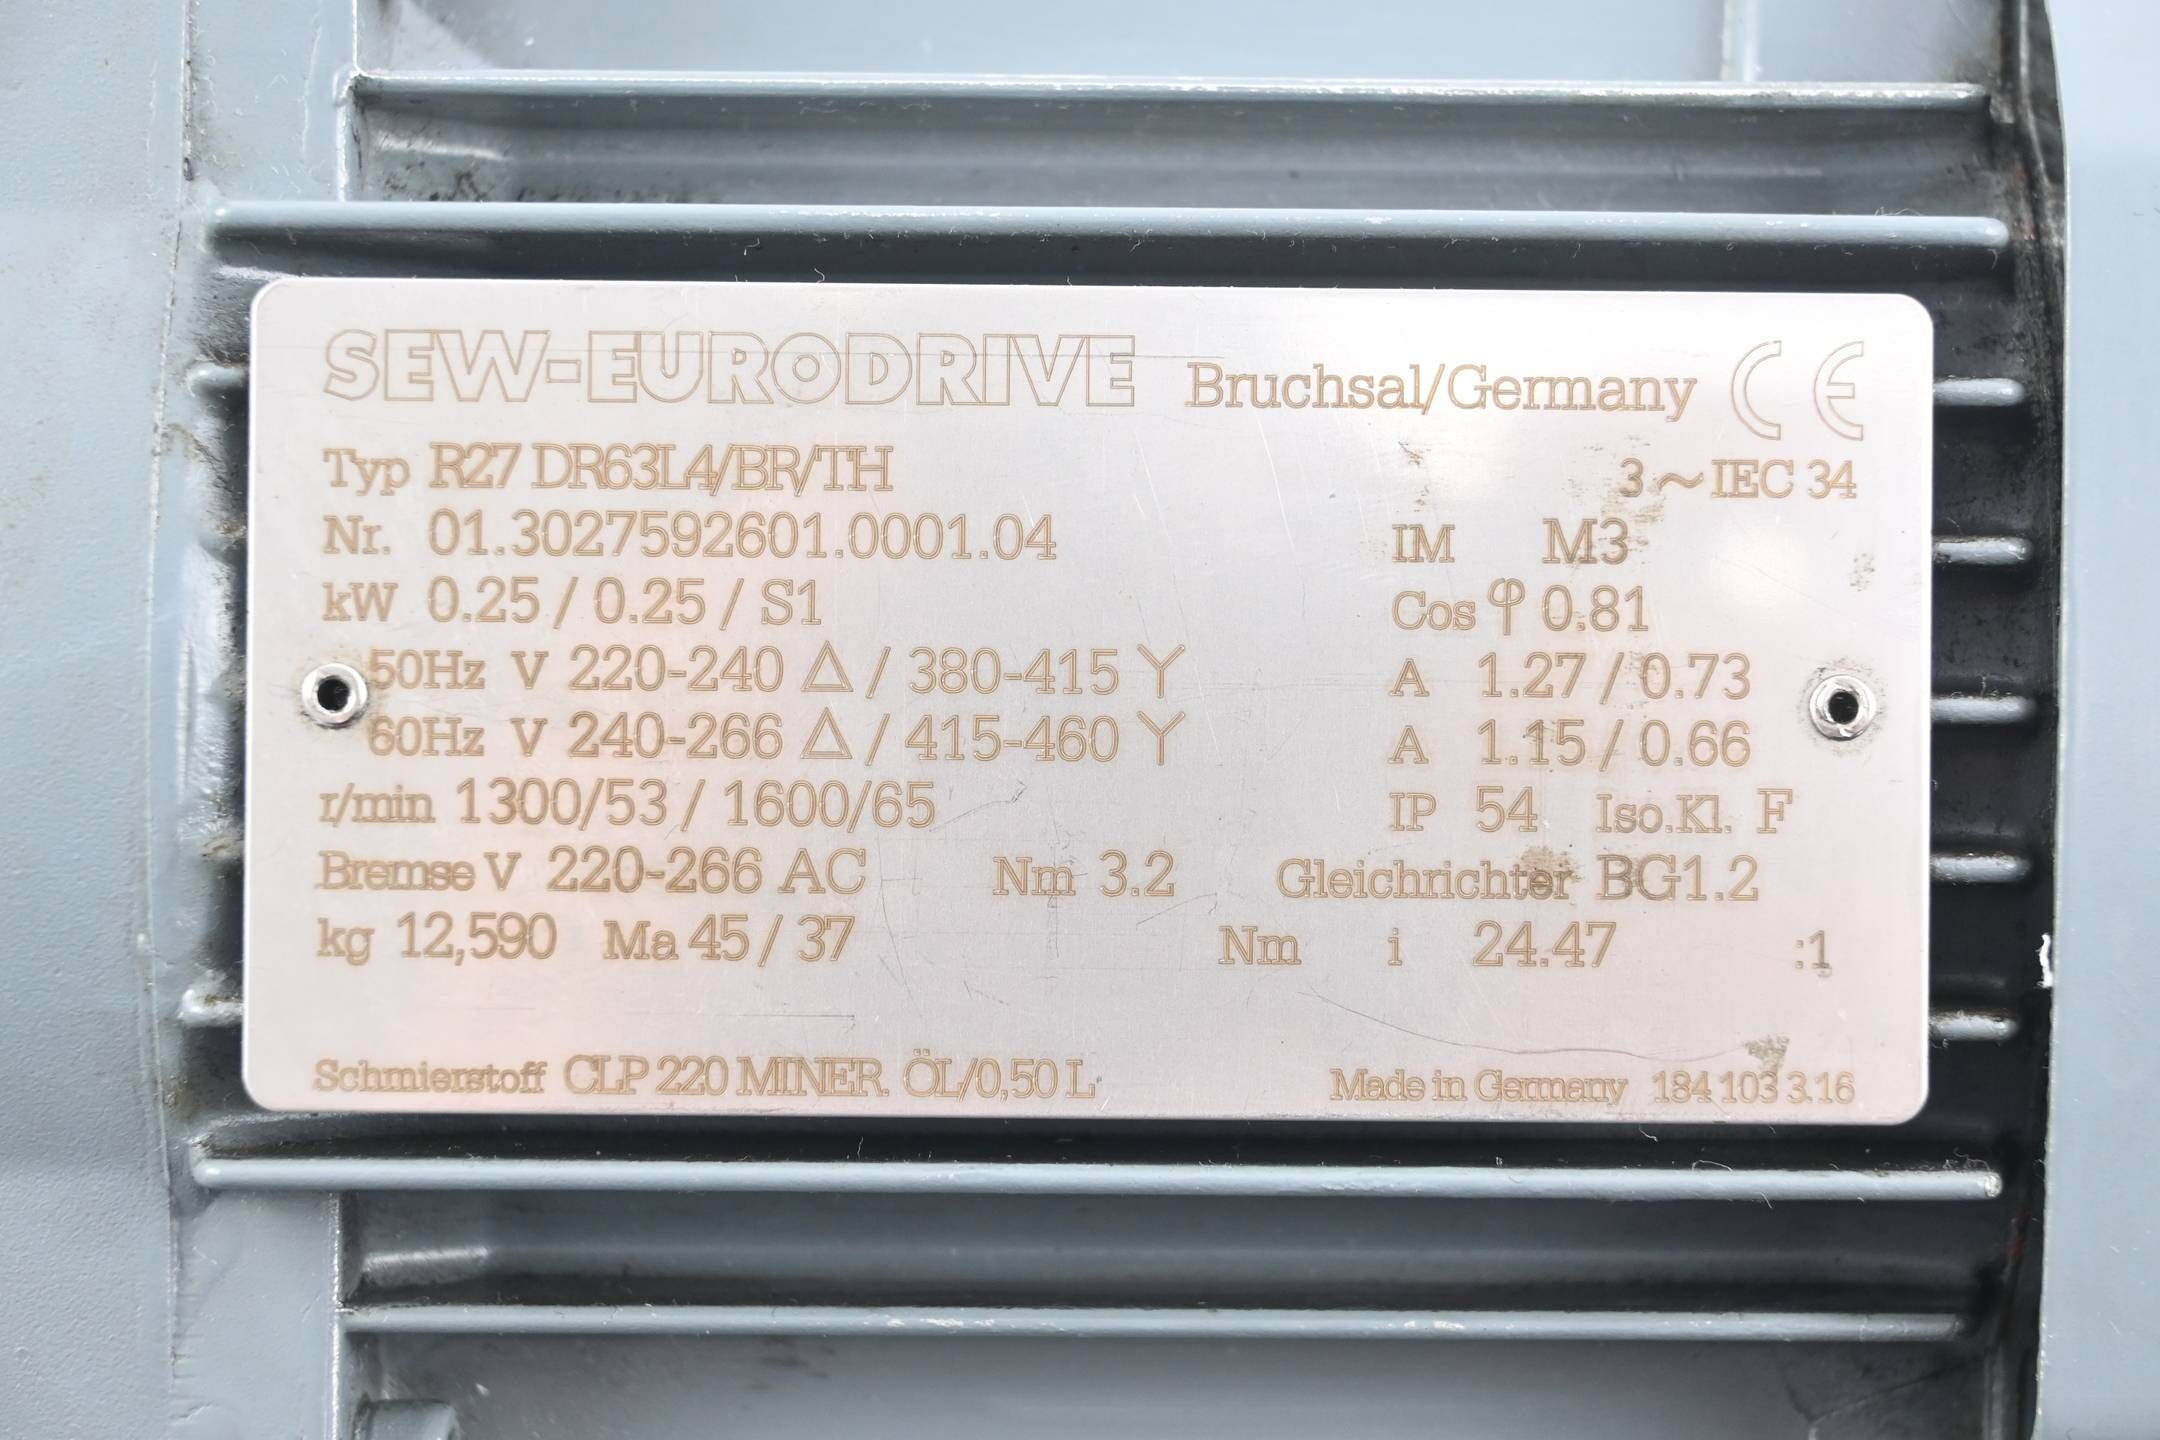 SEW-EURODRIVE Bruchsal/Germany CE
Typ R27 DR63L4/BR/TH 3~IEC 34
Nr. 01.3027592601.0001.04 IM M3
kW 0.25 / 0.25 / S1 Cos φ 0.81
50Hz V 220-240 △ / 380-415 Y A 1.27 / 0.73
60Hz V 240-266 △ / 415-460 Y A 1.15 / 0.66
r/min 1300/53 / 1600/65 IP 54 Iso.Kl. F
Bremse V 220-266 AC Nm 3.2 Gleichrichter BG1.2
kg 12,590 Ma 45 / 37 Nm i 24.47 :1
Schmierstoff CLP 220 MINER. ÖL/0,50 L Made in Germany 184 103 3.16